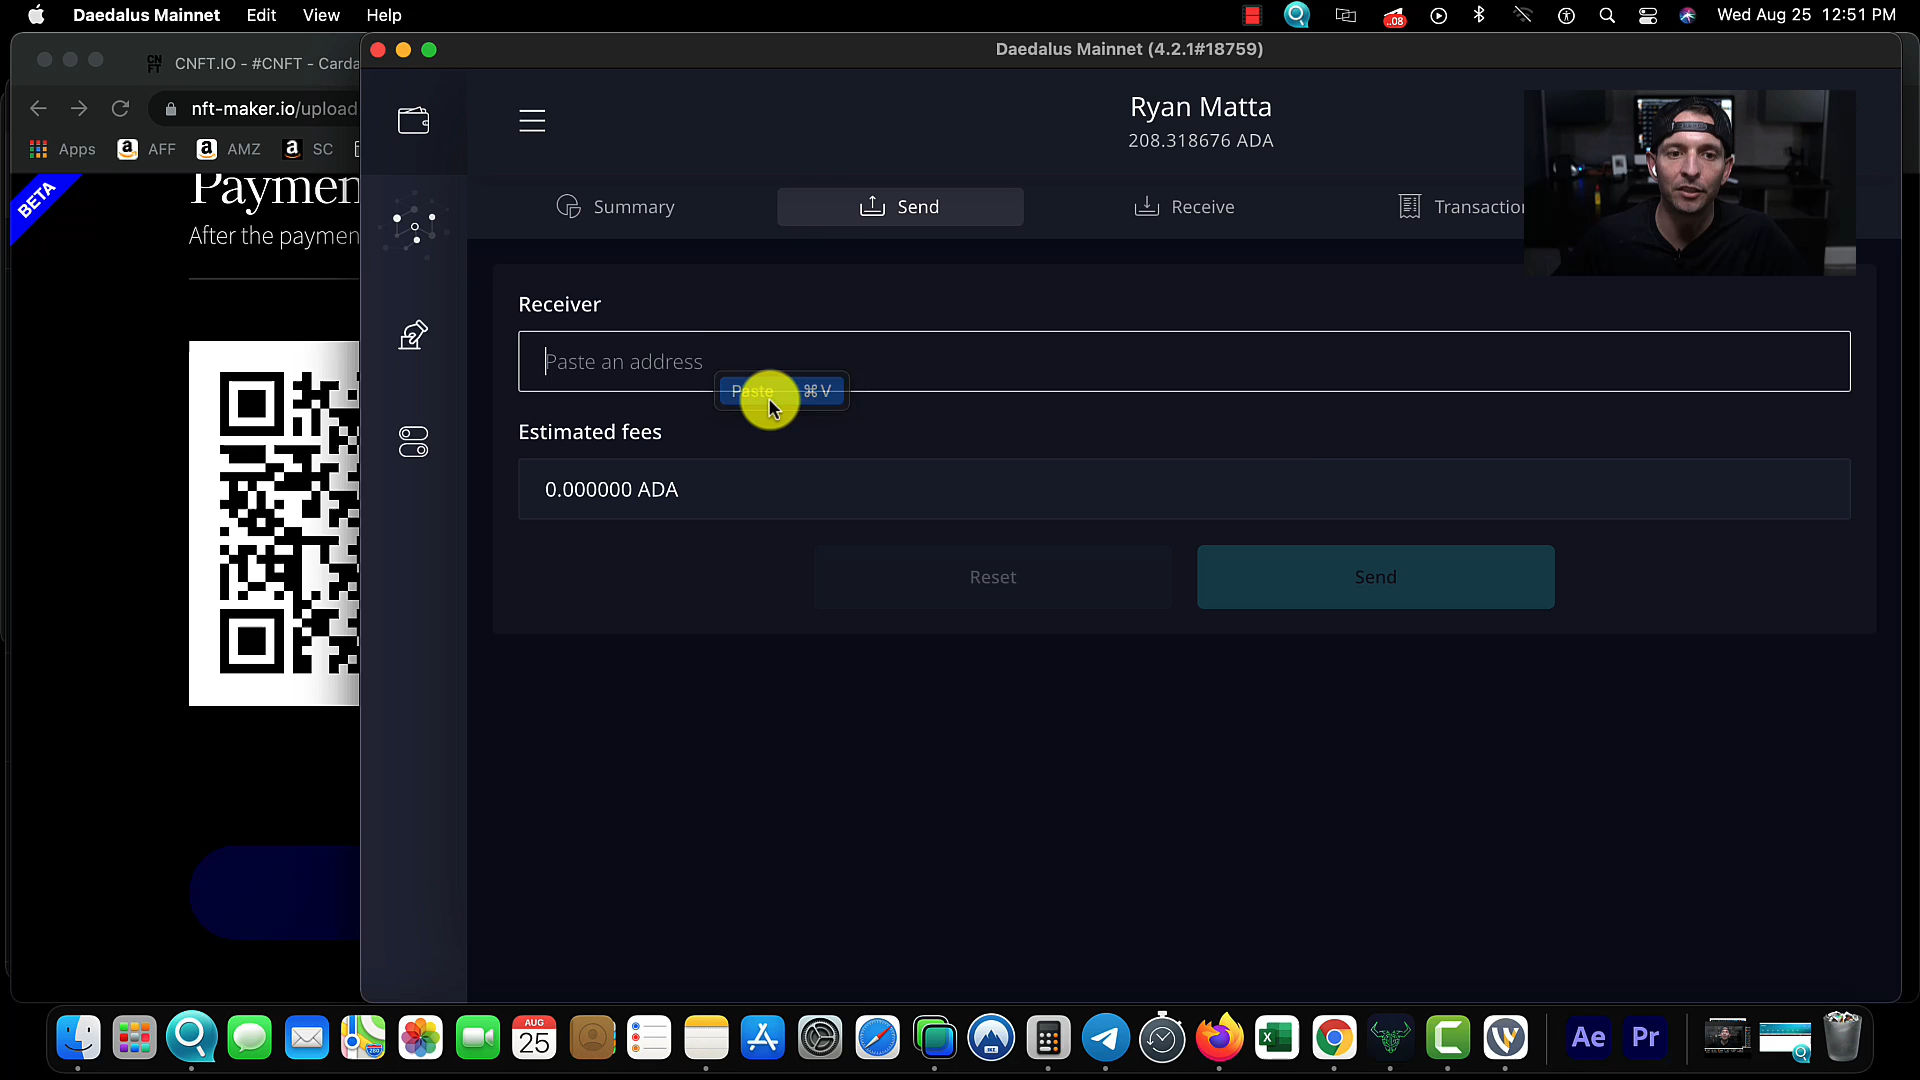 Daedalus Mainnet Edit View Help
.08
Wed Aug 25 12:51 PM
Daedalus Mainnet (4.2.1#18759)
CNFT.IO - #CNFT - Carda
nft-maker.io/upload
Apps AFF AMZ SC
BETA
Paymen
After the paymen
Ryan Matta
208.318676 ADA
Summary
Send
Receive
Transaction
Receiver
Paste an address
Paste ⌘V
Estimated fees
0.000000 ADA
Reset
Send
AUG
25
280
Ae
Pr